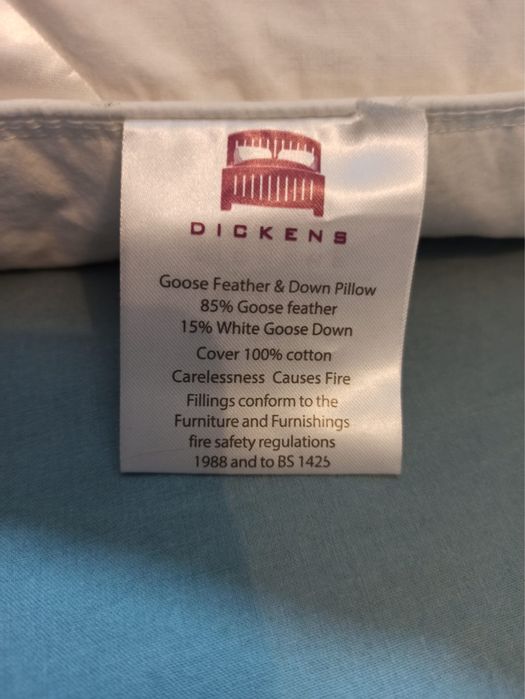 DICKENS
Goose Feather & Down Pillow
85% Goose feather
15% White Goose Down
Cover 100% cotton
Carelessness Causes Fire
Fillings conform to the
Furniture and Furnishings
fire safety regulations
1988 and to BS 1425